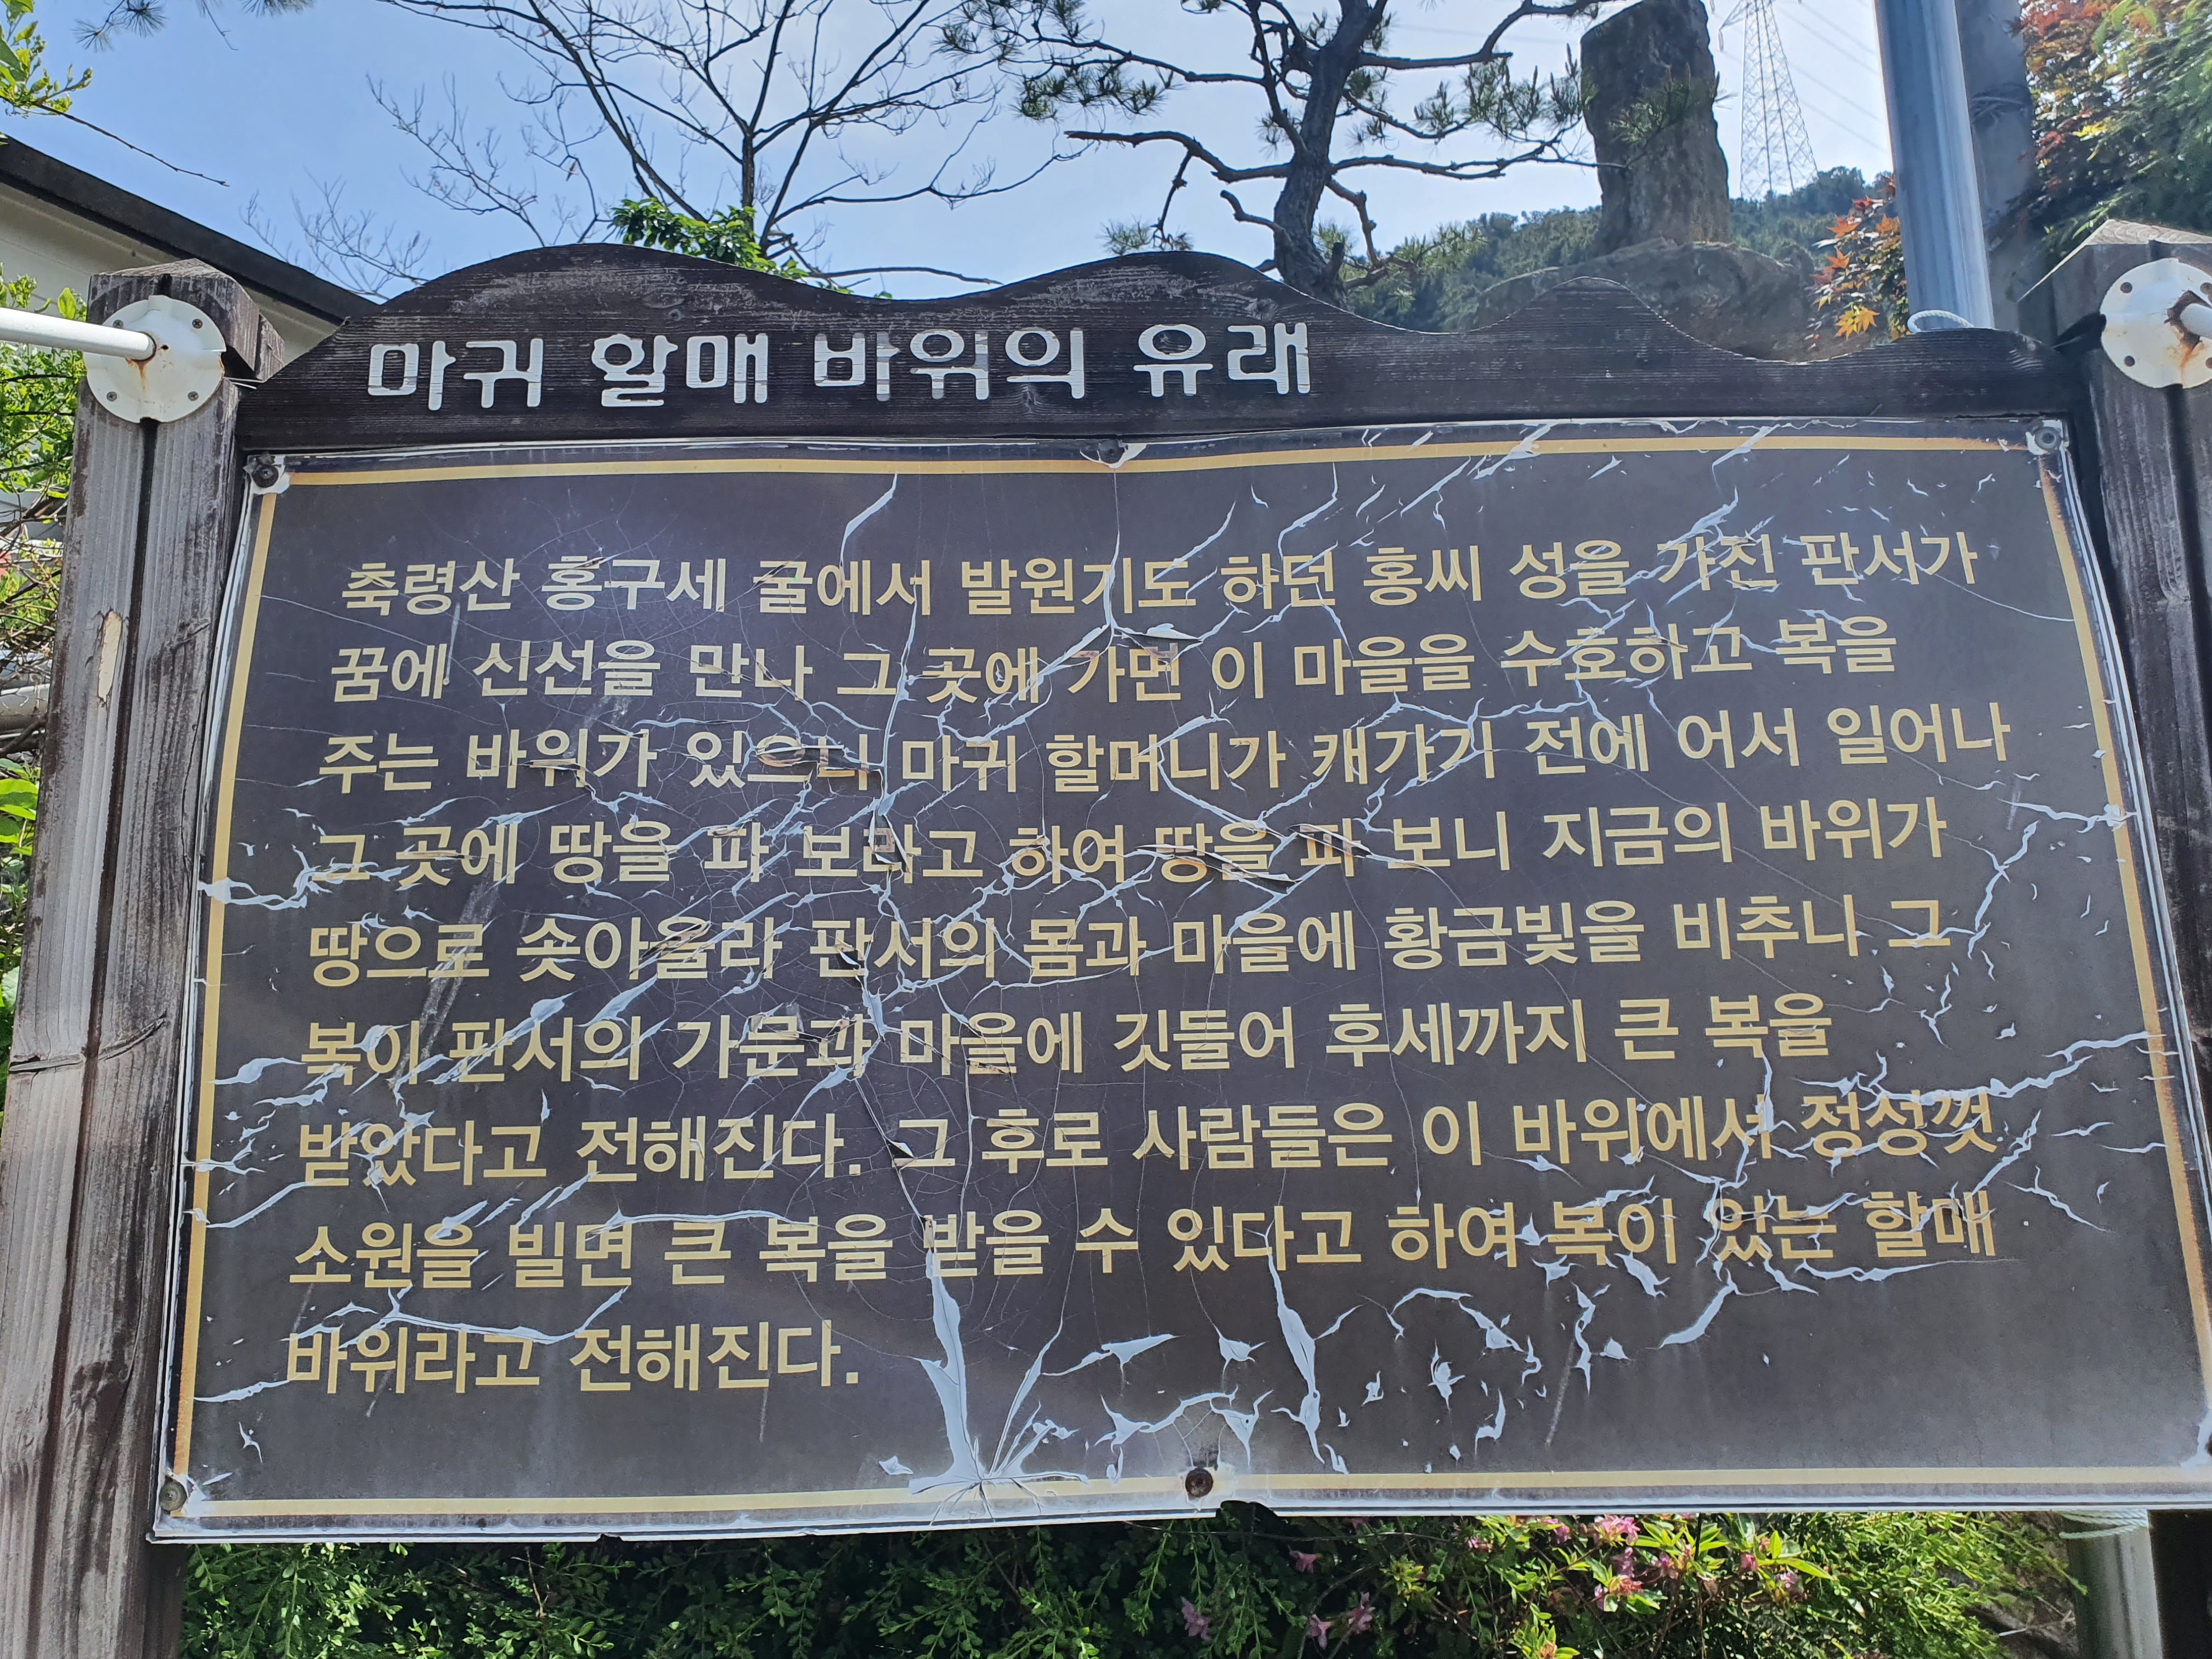 마귀 할매 바위의 유래
축령산 홍구세 굴에서 발원기도 하던 홍씨 성을 가진 판서가
꿈에 신선을 만나 그 곳에 가면 이 마을을 수호하고 복을
주는 바위가 있으니 마귀 할머니가 캐가기 전에 어서 일어나
그 곳에 땅을 파 보라고 하여 땅을 파 보니 지금의 바위가
땅으로 솟아올라 판서의 몸과 마을에 황금빛을 비추니 그
복이 판서의 가문과 마을에 깃들어 후세까지 큰 복을
받았다고 전해진다. 그 후로 사람들은 이 바위에서 정성껏
소원을 빌면 큰 복을 받을 수 있다고 하여 복이 있는 할매
바위라고 전해진다.